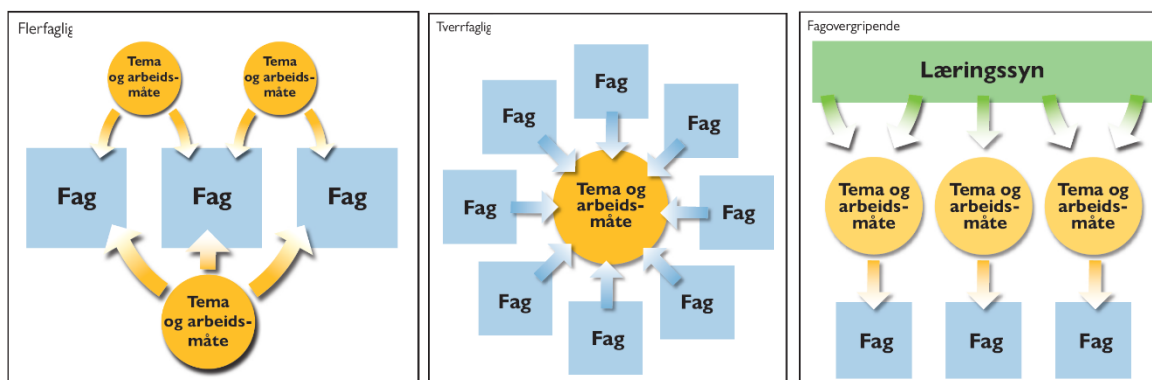 Flerfaglig
Tema
og arbeids-
måte
Tema
og arbeids-
måte
Fag
Fag
Fag
Tema
og arbeids-
måte
Tverrfaglig
Fag
Fag
Fag
Fag
Tema og
arbeids-
måte
Fag
Fag
Fag
Fag
Fagovergripende
Læringssyn
Tema og
arbeids-
måte
Tema og
arbeids-
måte
Tema og
arbeids-
måte
Fag
Fag
Fag